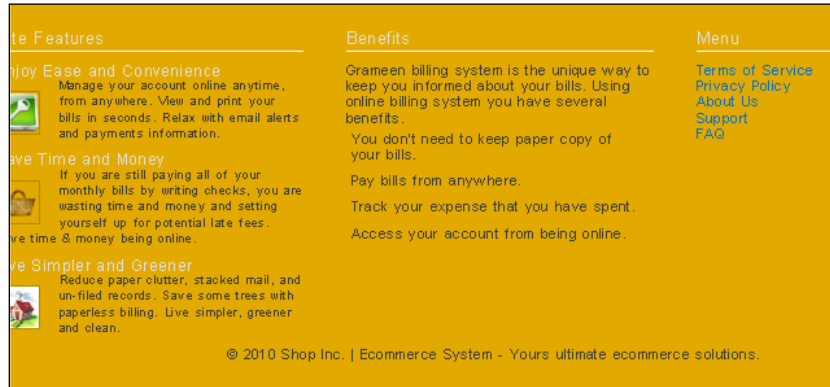 te Features
njoy Ease and Convenience
Manage your account online anytime,
from anywhere. View and print your
bills in seconds. Relax with email alerts
and payments information.
ave Time and Money
If you are still paying all of your
monthly bills by writing checks, you are
wasting time and money and setting
yourself up for potential late fees.
ve time & money being online.
ve Simpler and Greener
Reduce paper clutter, stacked mail, and
un-filed records. Save some trees with
paperless billing. Live simpler, greener
and clean.
Benefits
Grameen billing system is the unique way to
keep you informed about your bills. Using
online billing system you have several
benefits.
You don't need to keep paper copy of
your bills.
Pay bills from anywhere.
Track your expense that you have spent.
Access your account from being online.
Menu
Terms of Service
Privacy Policy
About Us
Support
FAQ
© 2010 Shop Inc. | Ecommerce System - Yours ultimate ecommerce solutions.